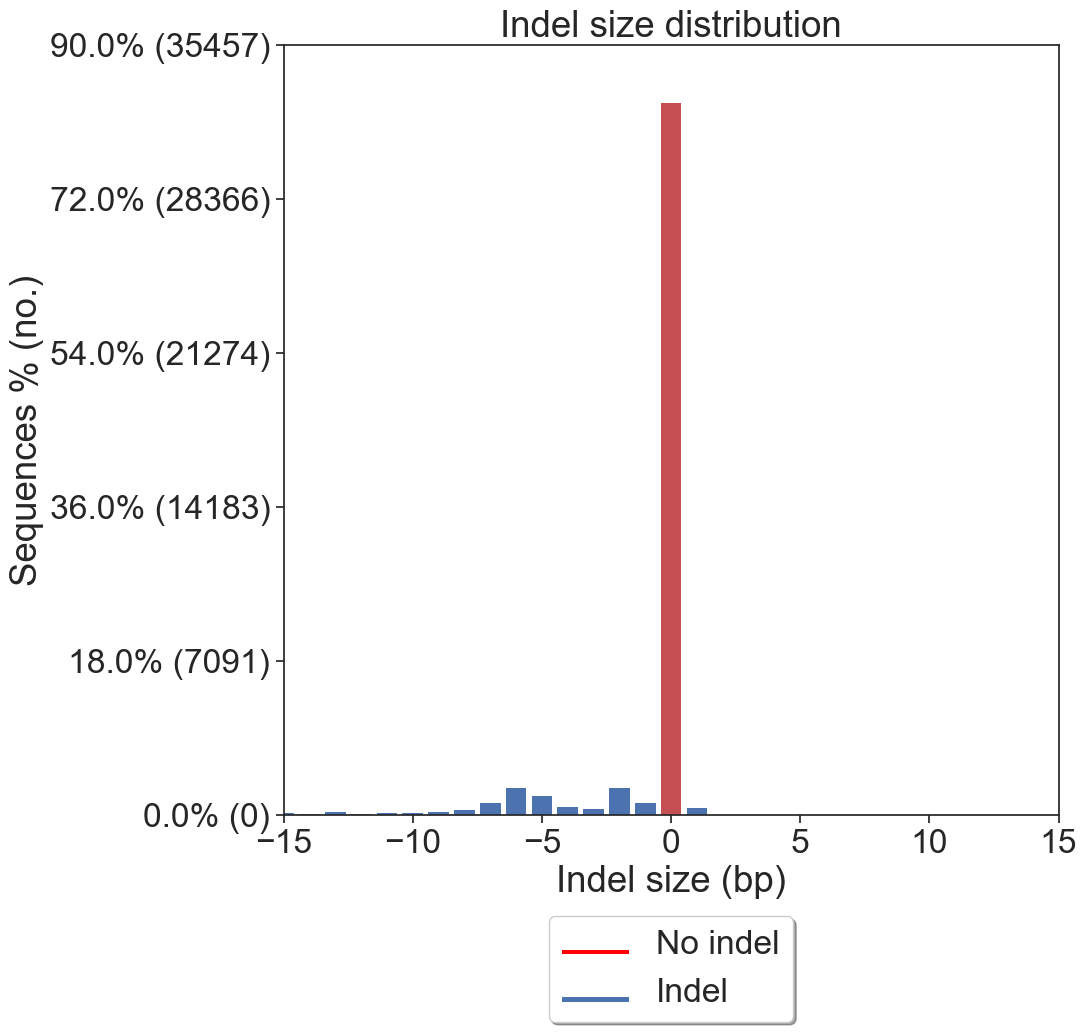 Indel size distribution
90.0% (35457)
72.0% (28366)
54.0% (21274)
36.0% (14183)
18.0% (7091)
0.0% (0)
Sequences % (no.)
−15 −10 −5 0 5 10 15
Indel size (bp)
No indel
Indel